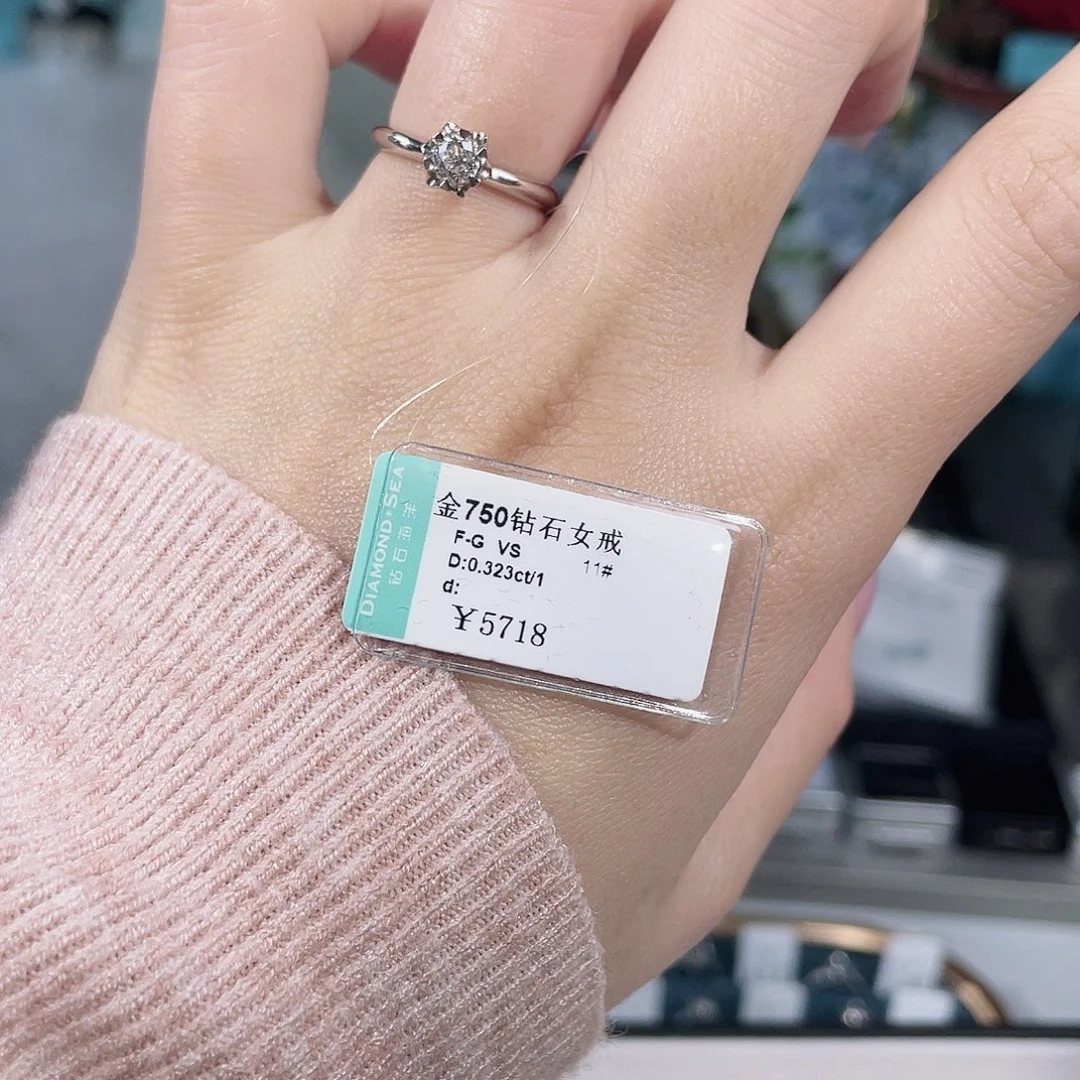 DIAMOND SEA
钻石海洋
金750钻石女戒
F-G VS
11#
D:0.323ct/1
d:
￥5718